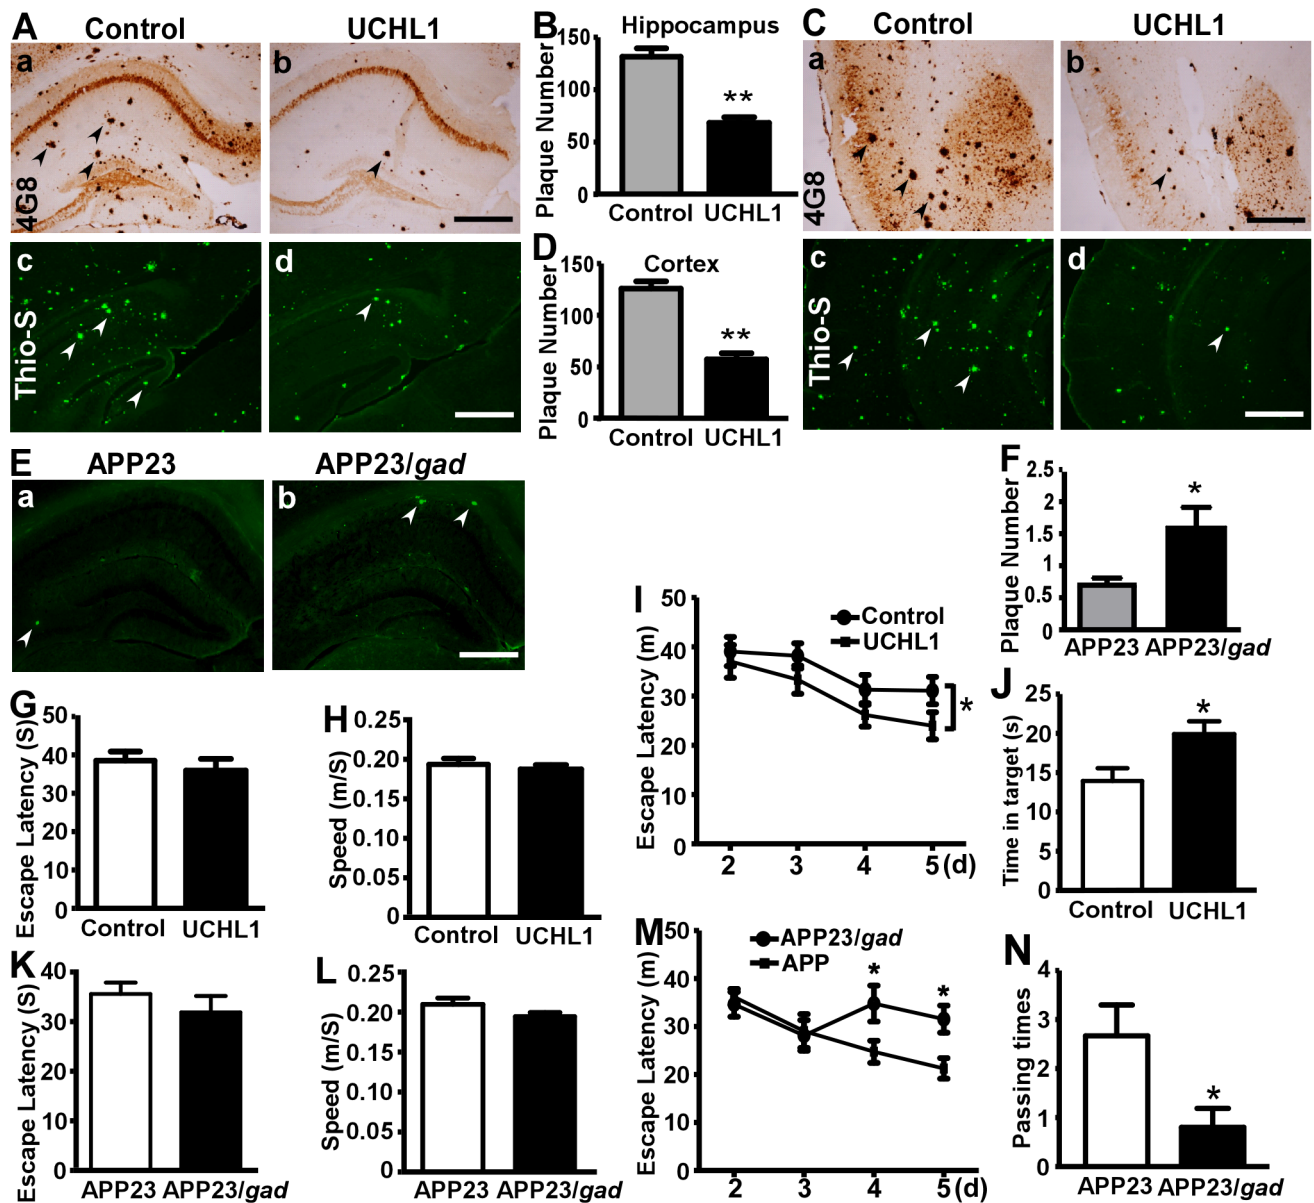 A
Control
UCHL1
a
b
4G8
c
d
Thio-S
B
Hippocampus
Plaque Number
150
100
50
0
**
Control UCHL1
D
Cortex
Plaque Number
150
100
50
0
**
Control UCHL1
C
Control
UCHL1
a
b
4G8
c
d
Thio-S
E
APP23
APP23/gad
a
b
F
Plaque Number
2.5
2
1.5
1
0.5
0
*
APP23 APP23/gad
G
Escape Latency (S)
50
40
30
20
10
0
Control UCHL1
H
Speed (m/S)
0.25
0.20
0.15
0.10
0.05
0
Control UCHL1
I
Escape Latency (m)
50
40
30
20
10
0
Control
UCHL1
*
2 3 4 5 (d)
J
Time in target (s)
25
20
15
10
5
0
*
Control UCHL1
K
Escape Latency (S)
40
30
20
10
0
APP23 APP23/gad
L
Speed (m/S)
0.25
0.20
0.15
0.10
0.05
0
APP23 APP23/gad
M
Escape Latency (m)
50
40
30
20
10
0
APP23/gad
APP
*
*
2 3 4 5 (d)
N
Passing times
4
3
2
1
0
*
APP23 APP23/gad